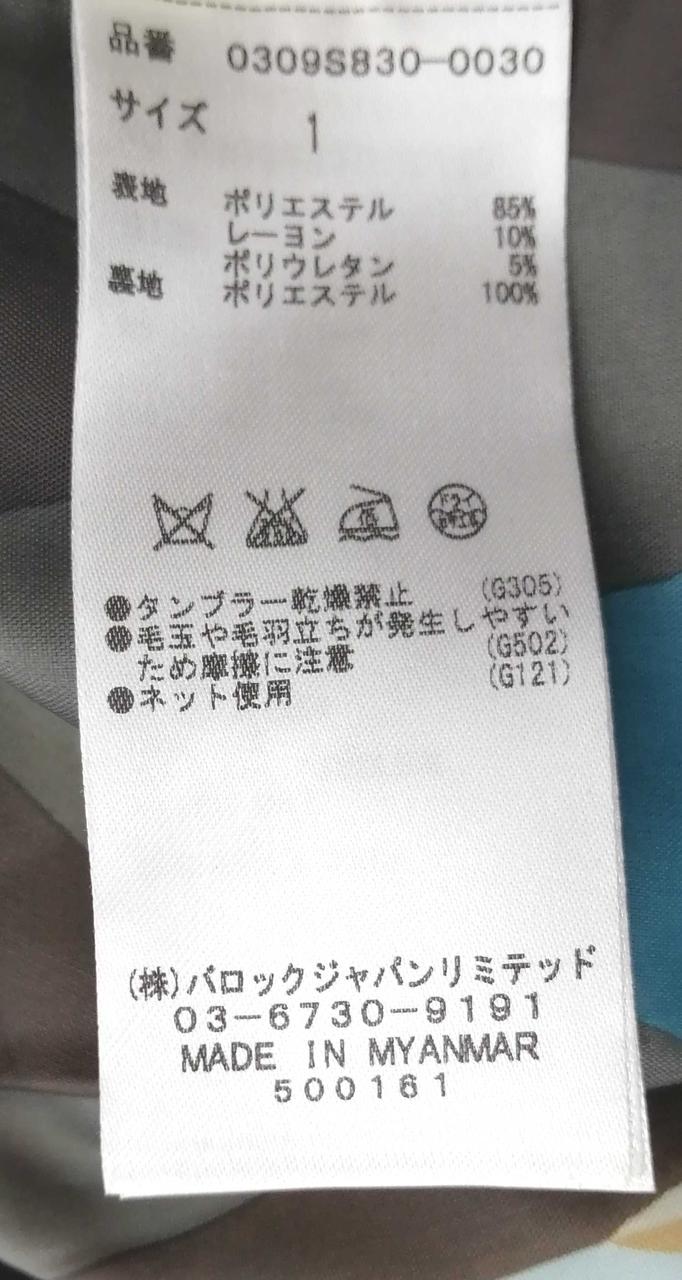 品番 0309S830-0030
サイズ 1
表地 ポリエステル 85%
レーヨン 10%
ポリウレタン 5%
裏地 ポリエステル 100%
ドライ
●タンブラー乾燥禁止 (G305)
●毛玉や毛羽立ちが発生しやすい
ため摩擦に注意 (G502)
●ネット使用 (G121)
(株)バロックジャパンリミテッド
03-6730-9191
MADE IN MYANMAR
500161